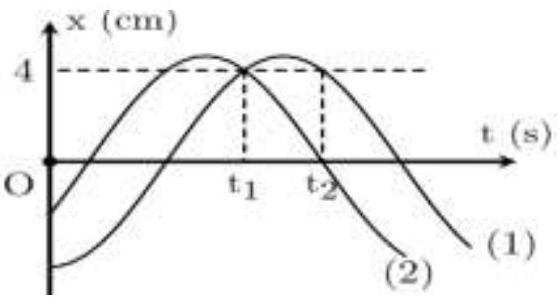 x (cm)
4
t (s)
O
t1
t2
(1)
(2)